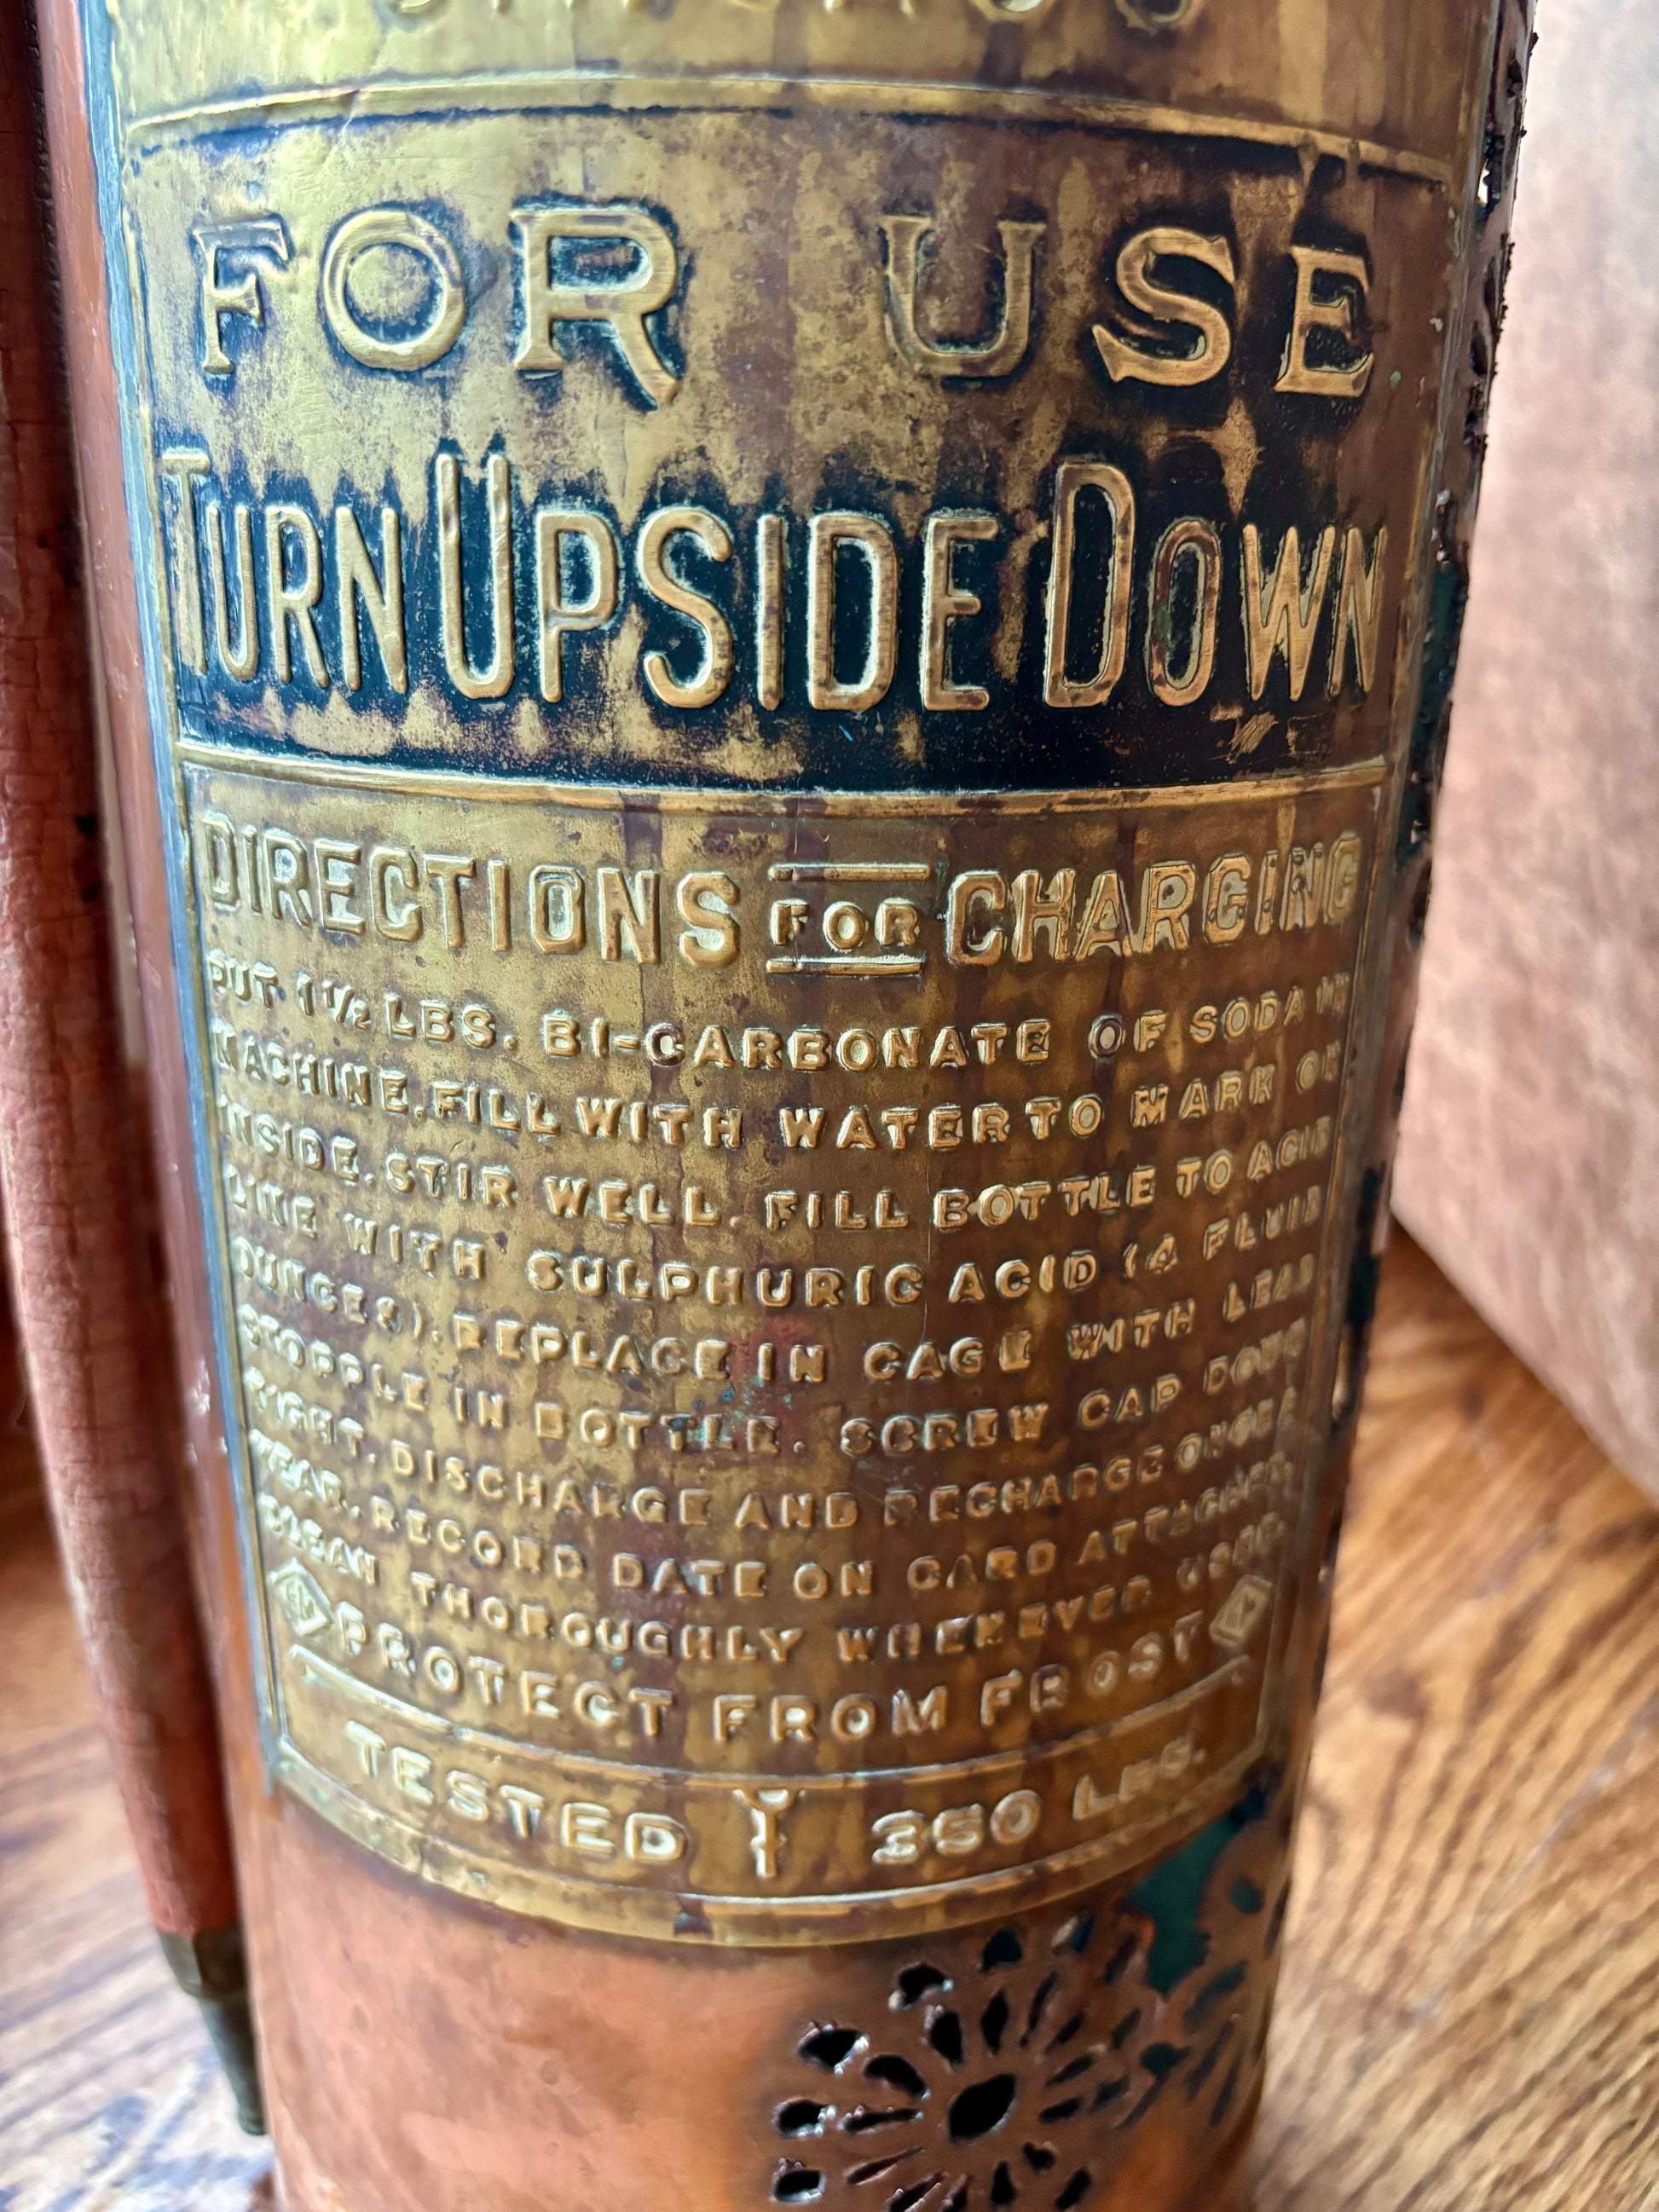 FOR USE
TURN UPSIDE DOWN
DIRECTIONS FOR CHARGING
PUT 1½ LBS. BI-CARBONATE OF SODA IN
MACHINE. FILL WITH WATER TO MARK ON
INSIDE. STIR WELL. FILL BOTTLE TO ACID
LINE WITH SULPHURIC ACID (4 FLUID
OUNCES). REPLACE IN CAGE WITH LEAD
STOPPLE IN BOTTLE. SCREW CAP DOWN
TIGHT. DISCHARGE AND RECHARGE ONCE A
YEAR. RECORD DATE ON CARD ATTACHED.
CLEAN THOROUGHLY WHENEVER USED.
PROTECT FROM FROST
TESTED 350 LBS.